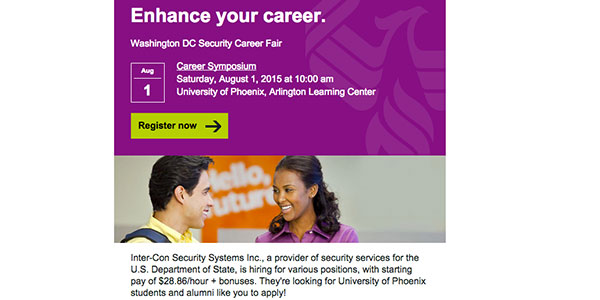 Enhance your career.
Washington DC Security Career Fair
Aug
1
Career Symposium
Saturday, August 1, 2015 at 10:00 am
University of Phoenix, Arlington Learning Center
Register now
Hello,
Future
Inter-Con Security Systems Inc., a provider of security services for the
U.S. Department of State, is hiring for various positions, with starting
pay of $28.86/hour + bonuses. They're looking for University of Phoenix
students and alumni like you to apply!